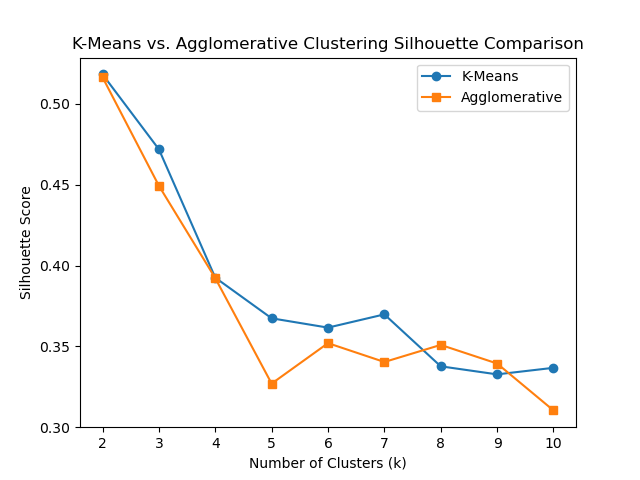 K-Means vs. Agglomerative Clustering Silhouette Comparison
K-Means
Agglomerative
0.50
0.45
0.40
0.35
0.30
Silhouette Score
2 3 4 5 6 7 8 9 10
Number of Clusters (k)